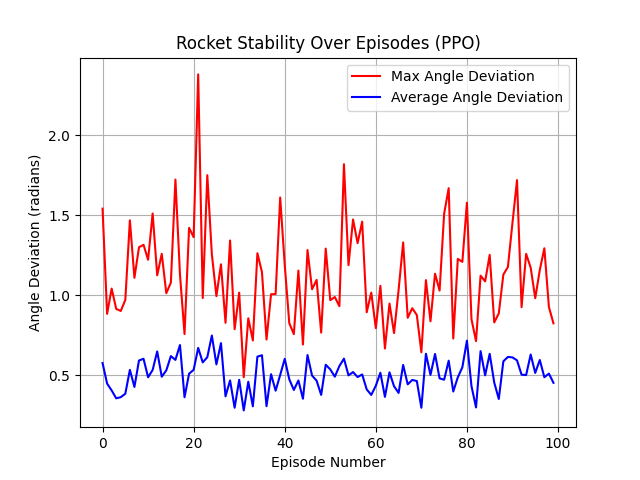 Rocket Stability Over Episodes (PPO)
Max Angle Deviation
Average Angle Deviation
Angle Deviation (radians)
2.0
1.5
1.0
0.5
0 20 40 60 80 100
Episode Number